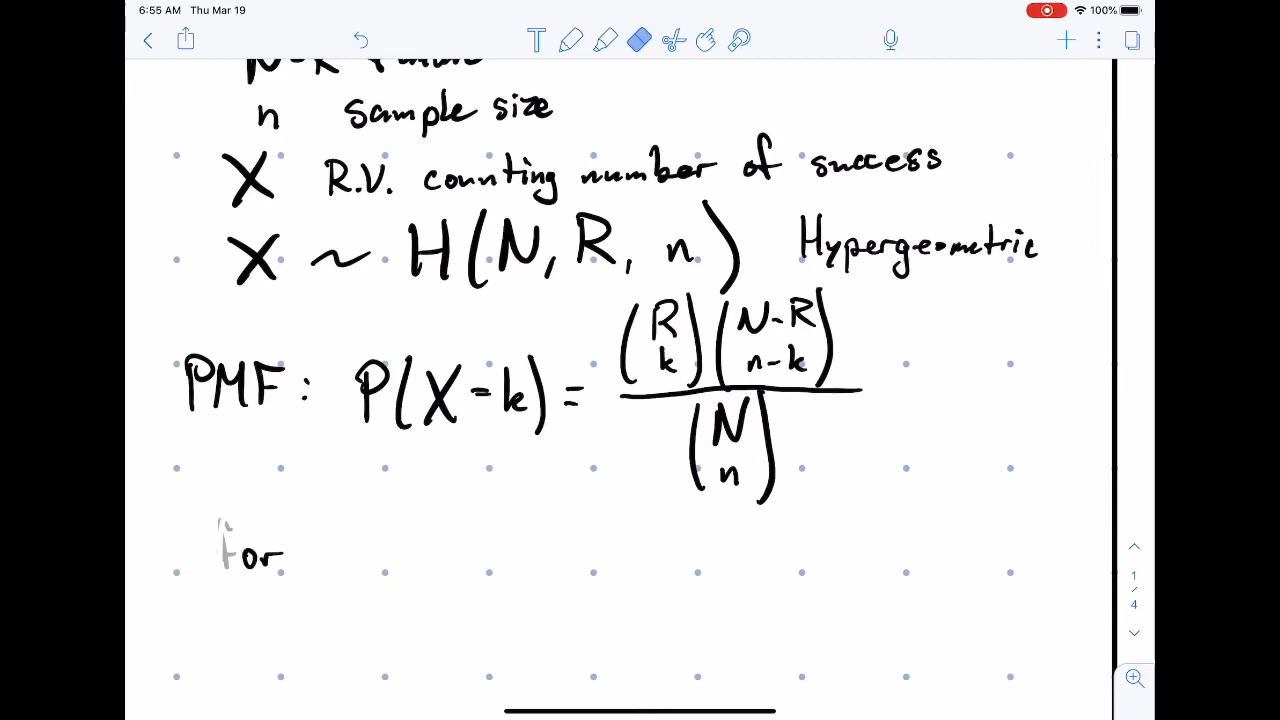 6:55 AM Thu Mar 19
100%
N-R
n sample size
X R.V. counting number of success
X ~ H(N, R, n) Hypergeometric
PMF: P(X=k) = (R k)(N-R n-k) / (N n)
for
1
/
4